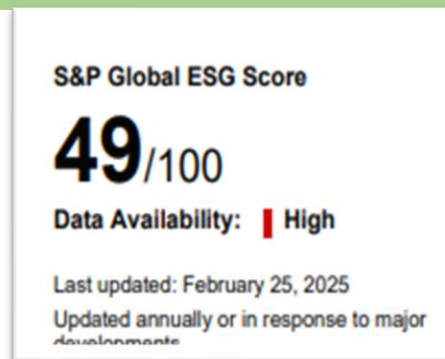 S&P Global ESG Score
49/100
Data Availability: High
Last updated: February 25, 2025
Updated annually or in response to major
developments